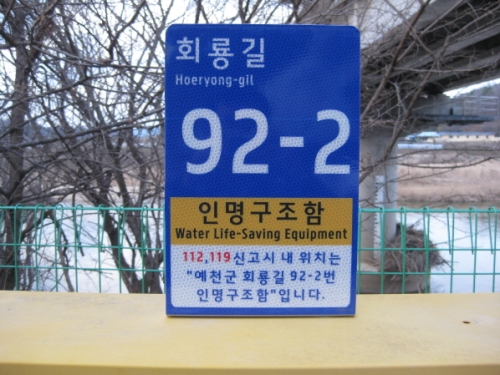 회룡길
Hoeryong-gil
92-2
인명구조함
Water Life-Saving Equipment
112,119신고시 내 위치는
"예천군 회룡길 92-2번
인명구조함"입니다.